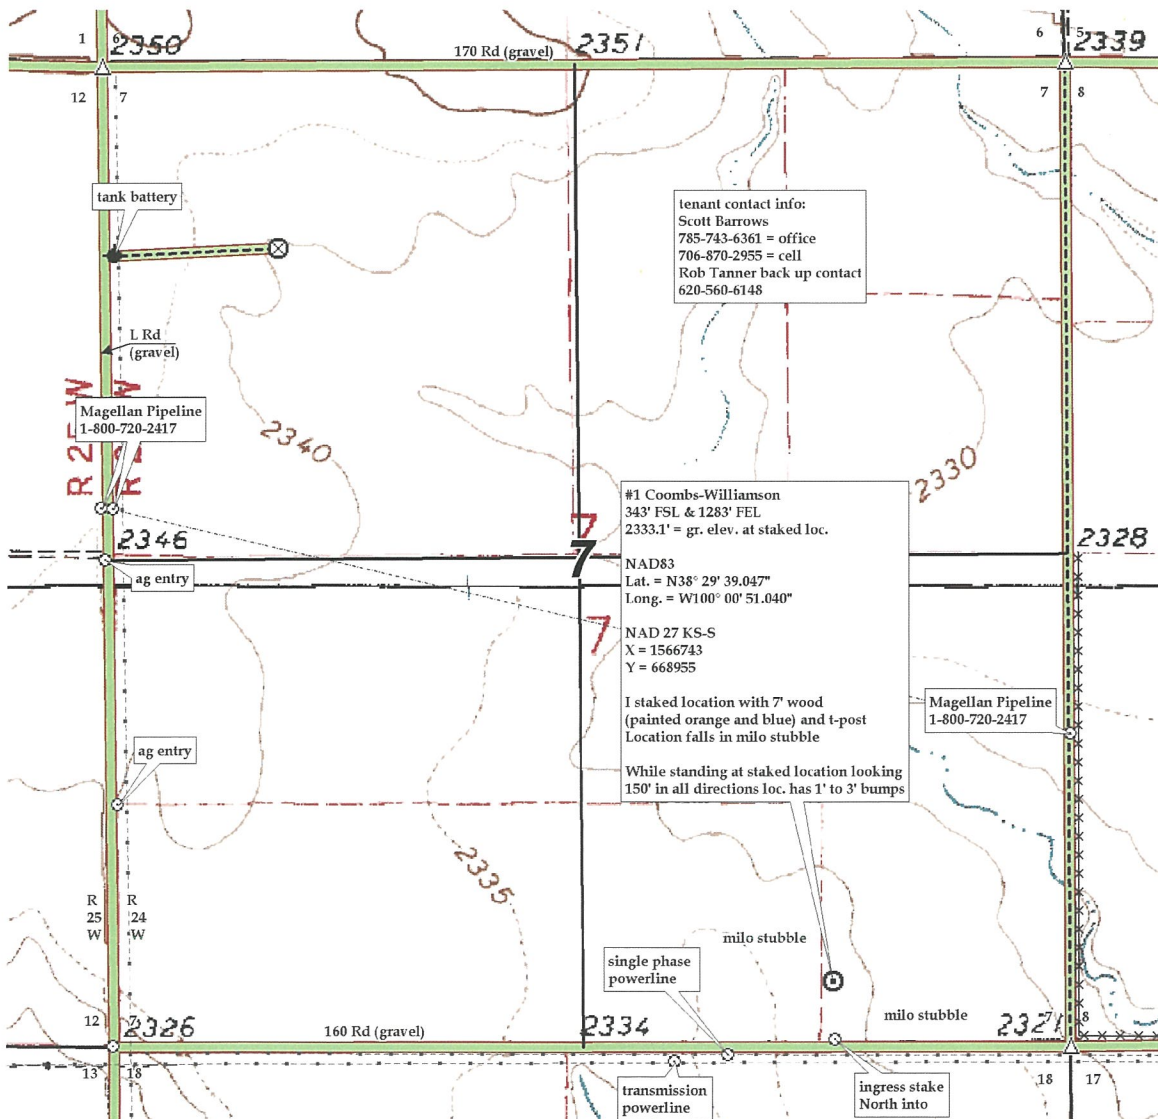 1
6
2350
170 Rd (gravel)
2351
6
5
2339
12
7
7
8
tank battery
tenant contact info:
Scott Barrows
785-743-6361 = office
706-870-2955 = cell
Rob Tanner back up contact
620-560-6148
L Rd
(gravel)
Magellan Pipeline
1-800-720-2417
2340
2330
R 25 W
#1 Coombs-Williamson
343' FSL & 1283' FEL
2333.1' = gr. elev. at staked loc.
NAD83
Lat. = N38° 29' 39.047"
Long. = W100° 00' 51.040"
NAD 27 KS-S
X = 1566743
Y = 668955
I staked location with 7' wood
(painted orange and blue) and t-post
Location falls in milo stubble
While standing at staked location looking
150' in all directions loc. has 1' to 3' bumps
2346
7
7
2328
ag entry
7
Magellan Pipeline
1-800-720-2417
ag entry
2335
R
25
W
R
24
W
milo stubble
single phase
powerline
milo stubble
12
7
2326
160 Rd (gravel)
2334
2321
7
8
13
18
transmission
powerline
ingress stake
North into
18
17